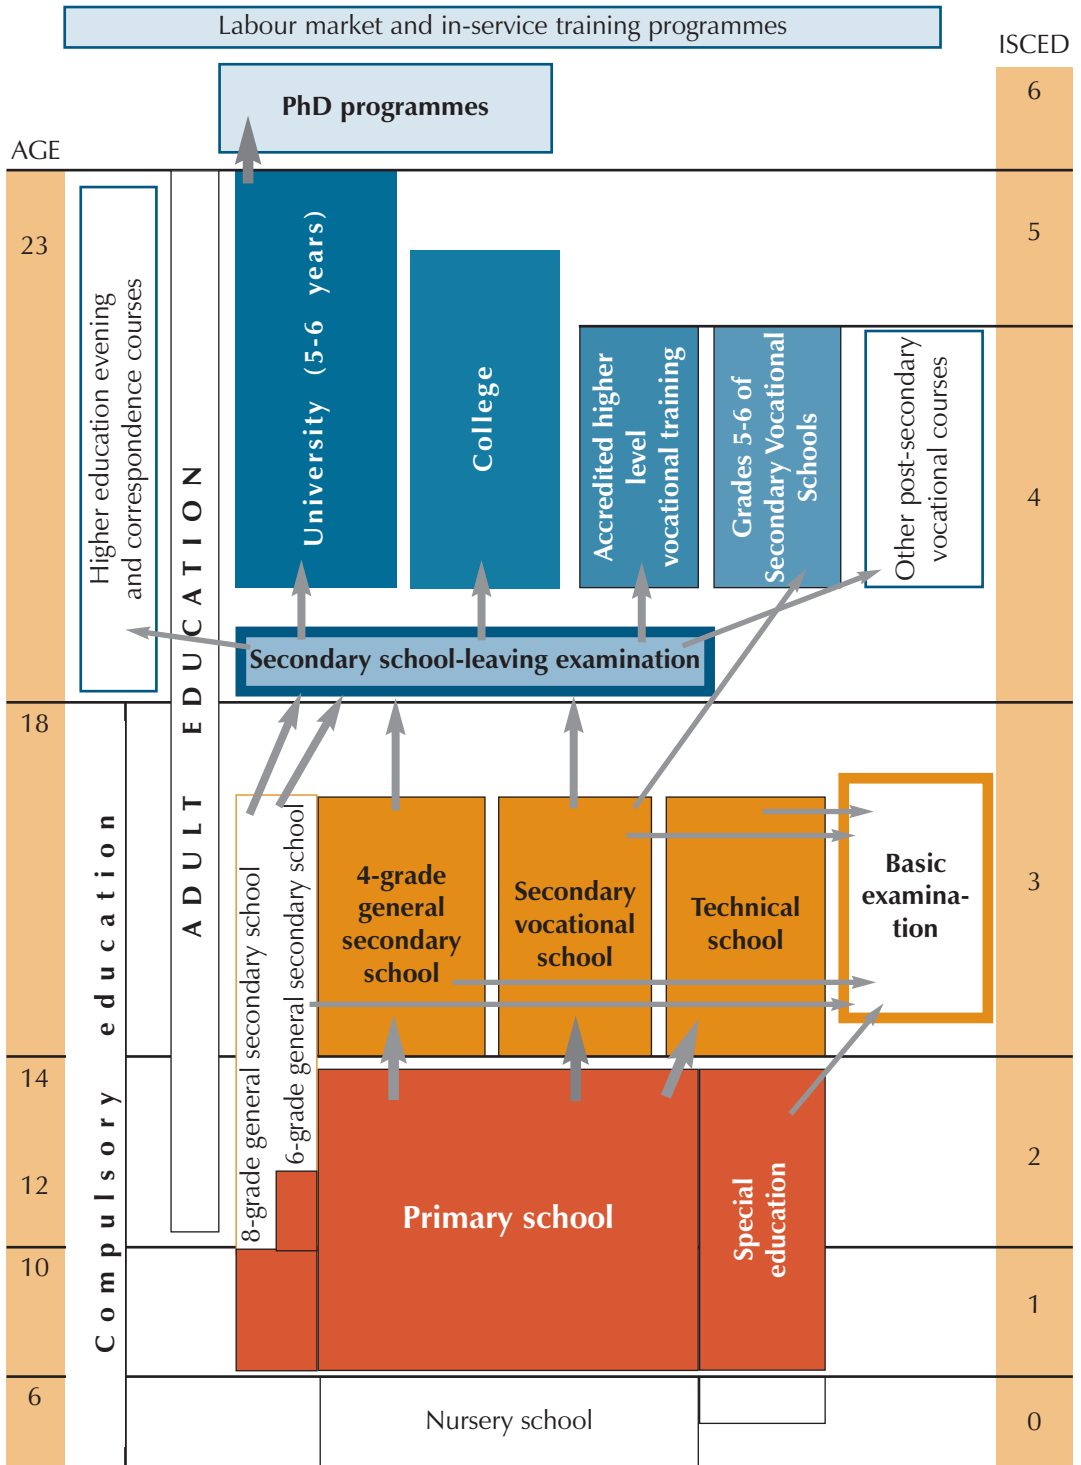 Labour market and in-service training programmes
ISCED
PhD programmes
6
AGE
23
5
Higher education evening
and correspondence courses
ADULT EDUCATION
University (5-6 years)
College
Accredited higher
level
vocational training
Grades 5-6 of
Secondary Vocational
Schools
Other post-secondary
vocational courses
4
Secondary school-leaving examination
18
Compulsory education
8-grade general secondary school
6-grade general secondary school
4-grade
general
secondary
school
Secondary
vocational
school
Technical
school
Basic
examina-
tion
3
14
12
Primary school
Special
education
2
10
1
6
Nursery school
0